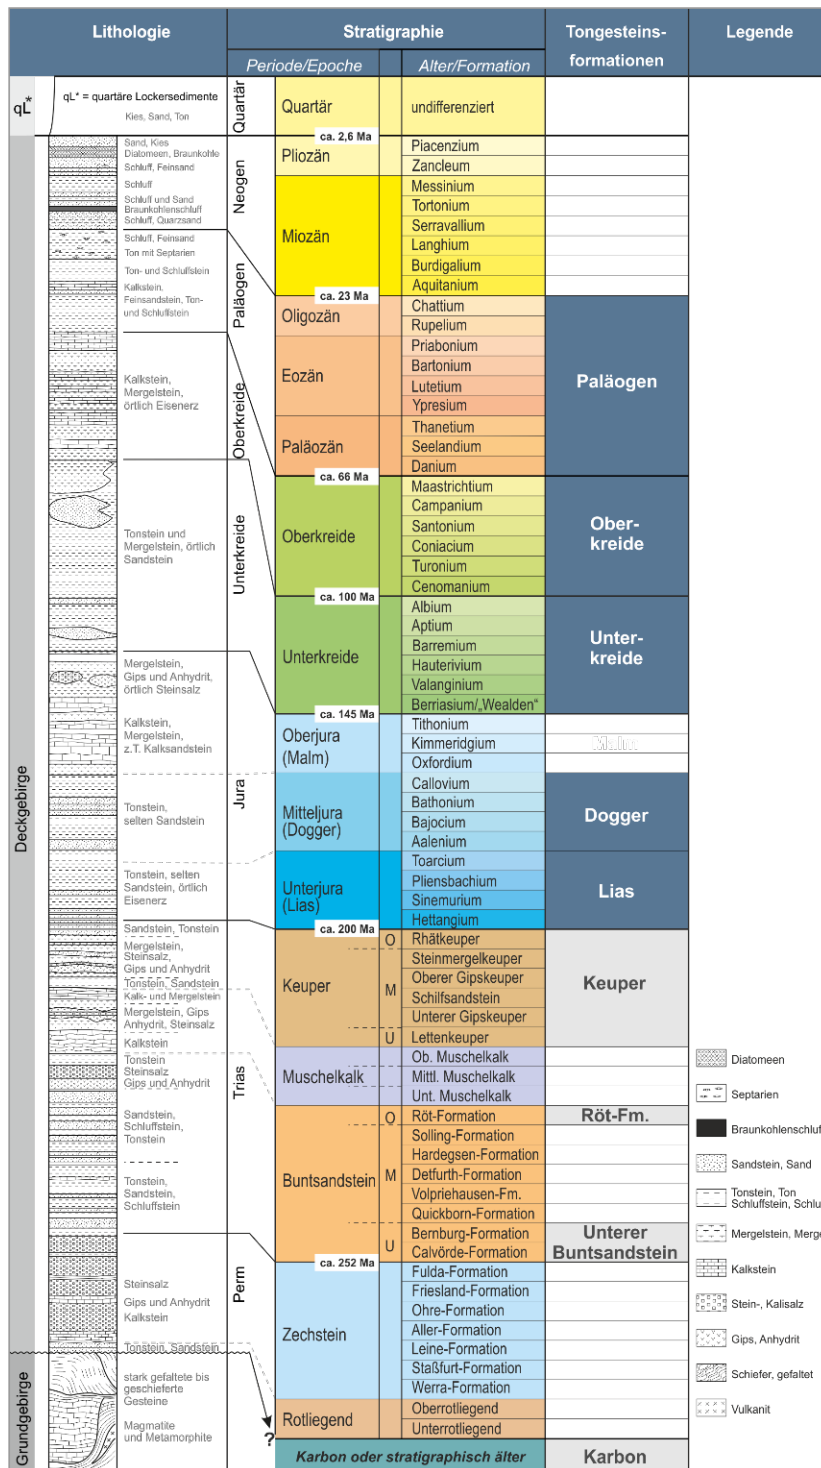 Lithologie
Stratigraphie
Tongesteins-
formationen
Legende
Periode/Epoche
Alter/Formation
qL*
qL* = quartäre Lockersedimente
Kies, Sand, Ton
Quartär
Quartär
undifferenziert
ca. 2,6 Ma
Sand, Kies
Diatomeen, Braunkohle
Schluff, Feinsand
Schluff
Schluff und Sand
Braunkohlenschluff
Schluff, Quarzsand
Neogen
Pliozän
Piacenzium
Zancleum
Miozän
Messinium
Tortonium
Serravallium
Langhium
Burdigalium
Aquitanium
ca. 23 Ma
Schluff, Feinsand
Ton mit Septarien
Ton- und Schluffstein
Kalkstein,
Feinsandstein, Ton-
und Schluffstein
Paläogen
Oligozän
Chattium
Rupelium
Eozän
Priabonium
Bartonium
Lutetium
Ypresium
Paläozän
Thanetium
Seelandium
Danium
Paläogen
ca. 66 Ma
Kalkstein,
Mergelstein,
örtlich Eisenerz
Oberkreide
Oberkreide
Maastrichtium
Campanium
Santonium
Coniacium
Turonium
Cenomanium
Ober-
kreide
ca. 100 Ma
Tonstein und
Mergelstein, örtlich
Sandstein
Unterkreide
Unterkreide
Albium
Aptium
Barremium
Hauterivium
Valanginium
Berriasium/„Wealden“
Unter-
kreide
ca. 145 Ma
Mergelstein,
Gips und Anhydrit,
örtlich Steinsalz
Kalkstein,
Mergelstein,
z.T. Kalksandstein
Tonstein,
selten Sandstein
Tonstein, selten
Sandstein, örtlich
Eisenerz
Jura
Oberjura
(Malm)
Tithonium
Kimmeridgium
Oxfordium
Malm
Mitteljura
(Dogger)
Callovium
Bathonium
Bajocium
Aalenium
Dogger
Unterjura
(Lias)
Toarcium
Pliensbachium
Sinemurium
Hettangium
Lias
ca. 200 Ma
Sandstein, Tonstein
Mergelstein,
Steinsalz,
Gips und Anhydrit
Tonstein, Sandstein
Kalk- und Mergelstein
Mergelstein, Gips
Anhydrit, Steinsalz
Kalkstein
Tonstein
Steinsalz
Gips und Anhydrit
Sandstein,
Schluffstein,
Tonstein
Tonstein,
Sandstein,
Schluffstein
Trias
Keuper
O
M
U
Rhätkeuper
Steinmergelkeuper
Oberer Gipskeuper
Schilfsandstein
Unterer Gipskeuper
Lettenkeuper
Keuper
Muschelkalk
Ob. Muschelkalk
Mittl. Muschelkalk
Unt. Muschelkalk
Buntsandstein
O
M
U
Röt-Formation
Solling-Formation
Hardegsen-Formation
Detfurth-Formation
Volpriehausen-Fm.
Quickborn-Formation
Bernburg-Formation
Calvörde-Formation
Röt-Fm.
Unterer
Buntsandstein
ca. 252 Ma
Steinsalz
Gips und Anhydrit
Kalkstein
Tonstein, Sandstein
Perm
Zechstein
Fulda-Formation
Friesland-Formation
Ohre-Formation
Aller-Formation
Leine-Formation
Staßfurt-Formation
Werra-Formation
Rotliegend
Oberrotliegend
Unterrotliegend
stark gefaltete bis
geschieferte
Gesteine
Magmatite
und Metamorphite
?
Karbon oder stratigraphisch älter
Karbon
Deckgebirge
Grundgebirge
Diatomeen
Septarien
Braunkohlenschluf
Sandstein, Sand
Tonstein, Ton
Schluffstein, Schlu
Mergelstein, Merge
Kalkstein
Stein-, Kalisalz
Gips, Anhydrit
Schiefer, gefaltet
Vulkanit